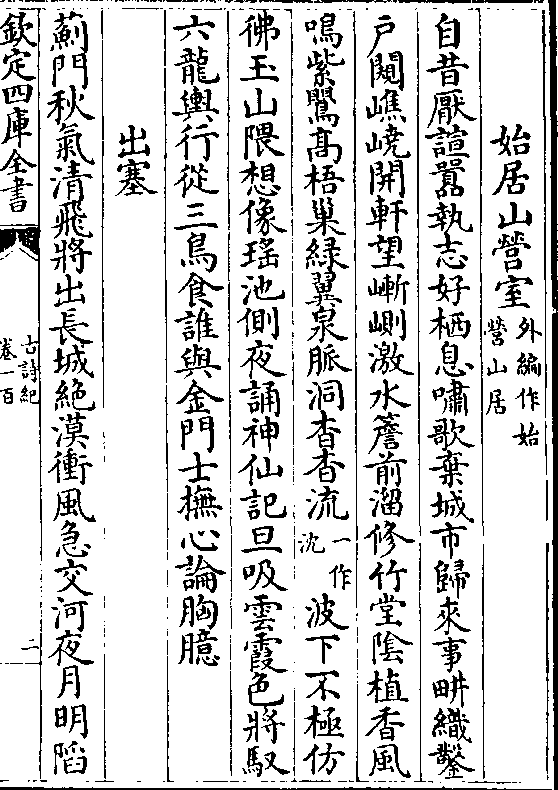 始居山營室外編作始營山居
自昔厭諠囂執志好栖息嘯歌棄城市歸來事畊織鑿
戸闚嶕嶢開軒望嶃崱激水簷前溜修竹堂隂植香風
鳴紫鸎髙梧巢緑翼泉脈洞杳杳流一作沈波下不極仿
彿玉山隈想像瑶池側夜誦神仙記旦吸雲霞色將馭
六龍輿行從三鳥食誰與金門士撫心論胸臆
出塞
薊門秋氣清飛將出長城絶漠衝風急交河夜月明䧟
欽定四庫全書
古詩紀
卷一百
二